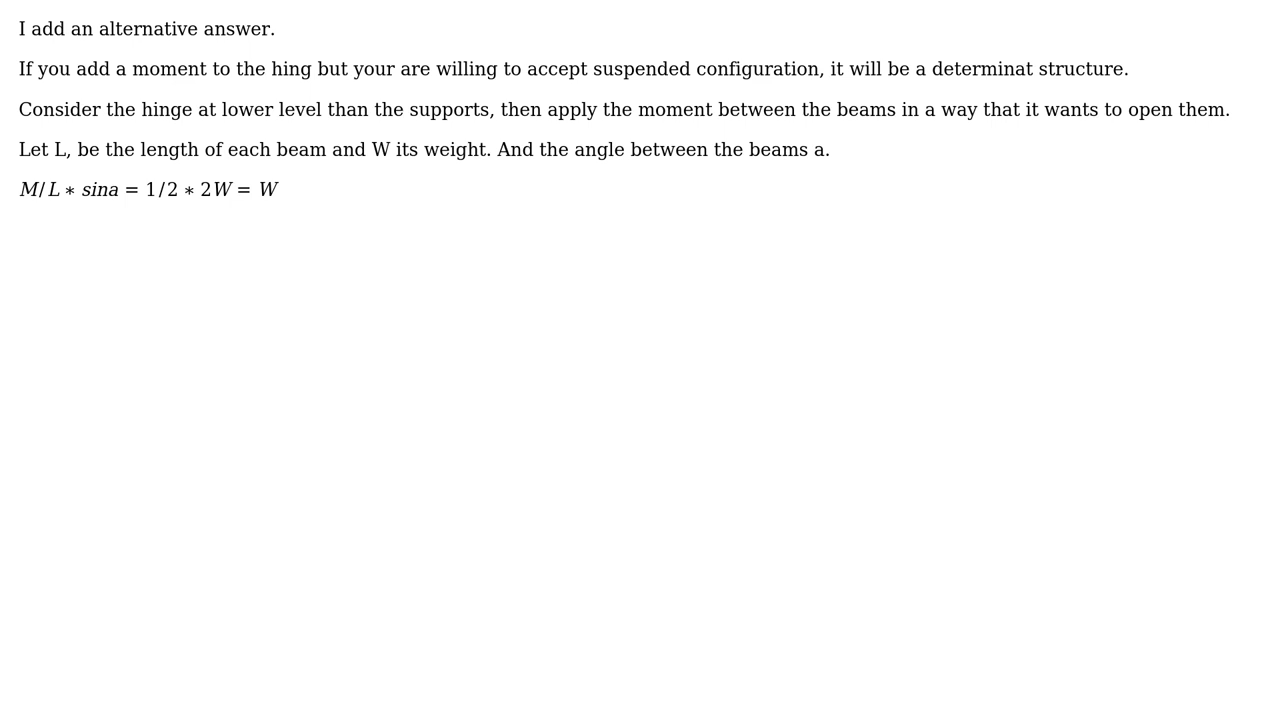 I add an alternative answer.
If you add a moment to the hing but your are willing to accept suspended configuration, it will be a determinat structure.
Consider the hinge at lower level than the supports, then apply the moment between the beams in a way that it wants to open them.
Let L, be the length of each beam and W its weight. And the angle between the beams a.
M/L ∗ sina = 1/2 ∗ 2W = W